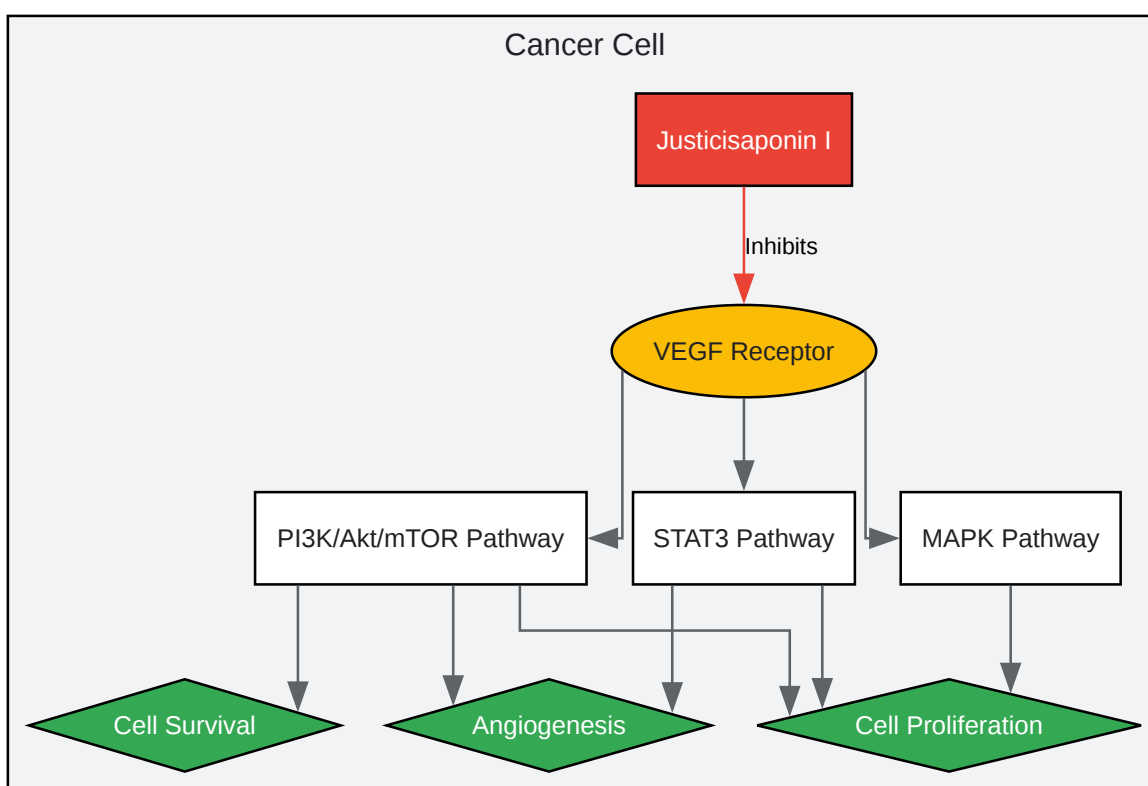 Cancer Cell
Justicisaponin I
Inhibits
VEGF Receptor
PI3K/Akt/mTOR Pathway
STAT3 Pathway
MAPK Pathway
Cell Survival
Angiogenesis
Cell Proliferation